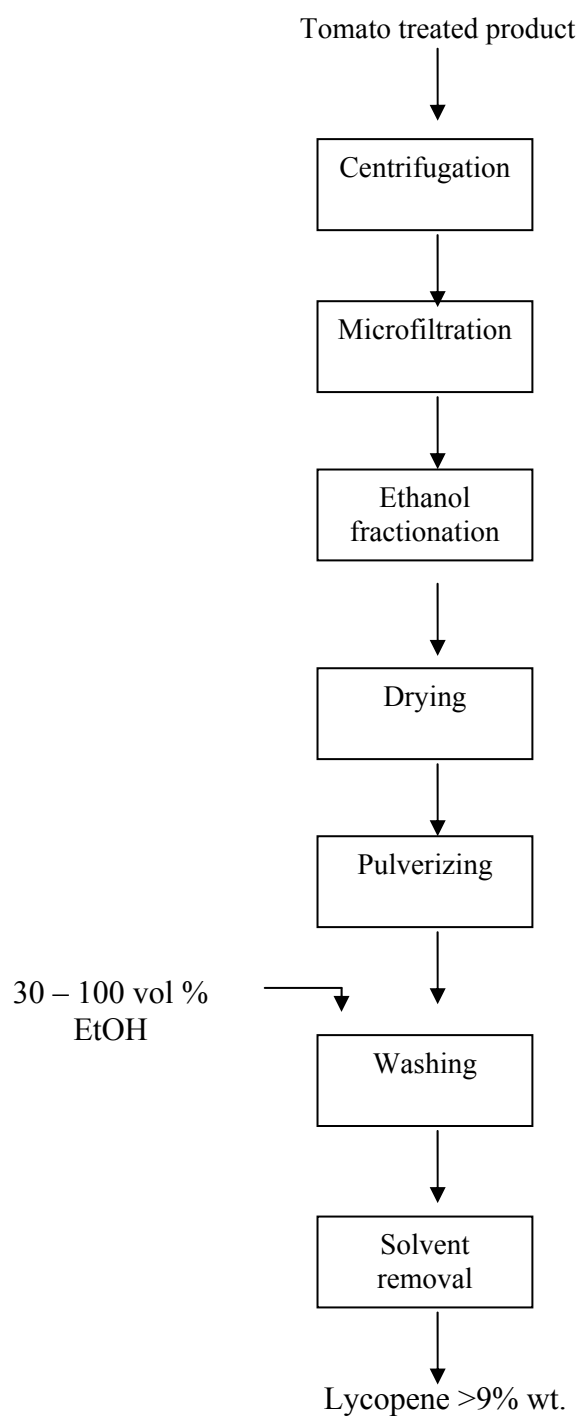 Tomato treated product
Centrifugation
Microfiltration
Ethanol
fractionation
Drying
Pulverizing
30 – 100 vol %
EtOH
Washing
Solvent
removal
Lycopene >9% wt.